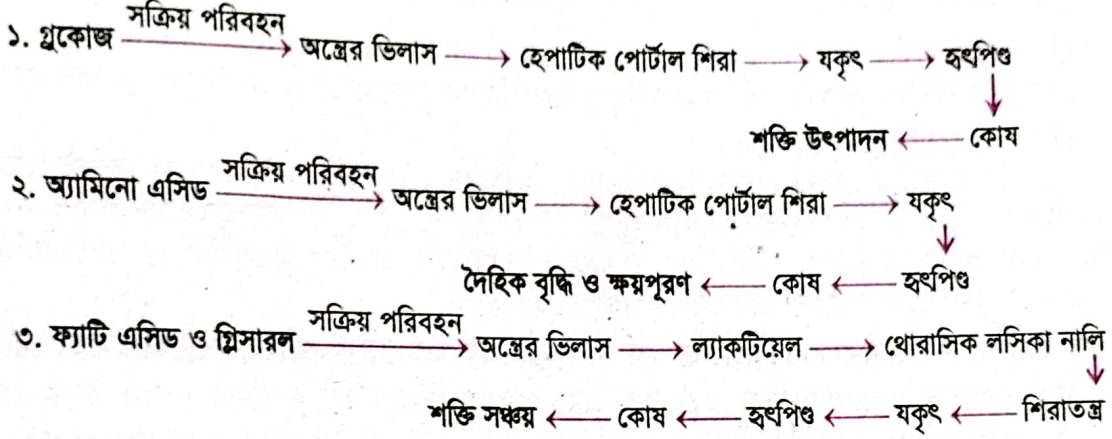 ১. গ্লুকোজ সক্রিয় পরিবহন → অন্ত্রের ভিলাস → হেপাটিক পোর্টাল শিরা → যকৃৎ → হৃৎপিণ্ড
↓
শক্তি উৎপাদন ← কোষ
২. অ্যামিনো এসিড সক্রিয় পরিবহন → অন্ত্রের ভিলাস → হেপাটিক পোর্টাল শিরা → যকৃৎ
↓
দৈহিক বৃদ্ধি ও ক্ষয়পূরণ ← কোষ ← হৃৎপিণ্ড
৩. ফ্যাটি এসিড ও গ্লিসারল সক্রিয় পরিবহন → অন্ত্রের ভিলাস → ল্যাকটিয়েল → থোরাসিক লসিকা নালি
↓
শক্তি সঞ্চয় ← কোষ ← হৃৎপিণ্ড ← যকৃৎ ← শিরাতন্ত্র